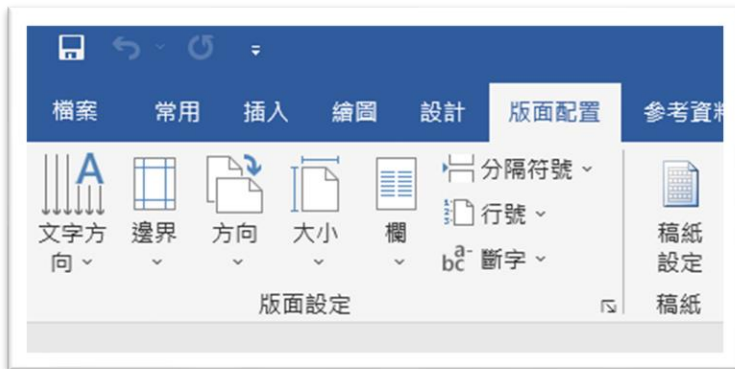 檔案 常用 插入 繪圖 設計 版面配置 參考資料
文字方向
邊界
方向
大小
欄
分隔符號
行號
斷字
稿紙
設定
版面設定
稿紙